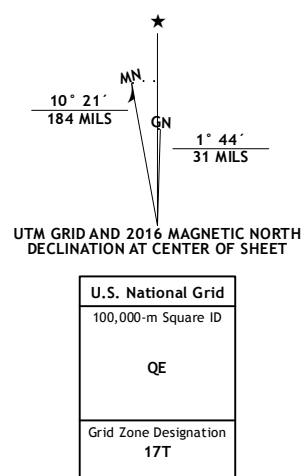 ★
MN
10° 21´
184 MILS
GN
1° 44´
31 MILS
UTM GRID AND 2016 MAGNETIC NORTH
DECLINATION AT CENTER OF SHEET
U.S. National Grid
100,000-m Square ID
QE
Grid Zone Designation
17T